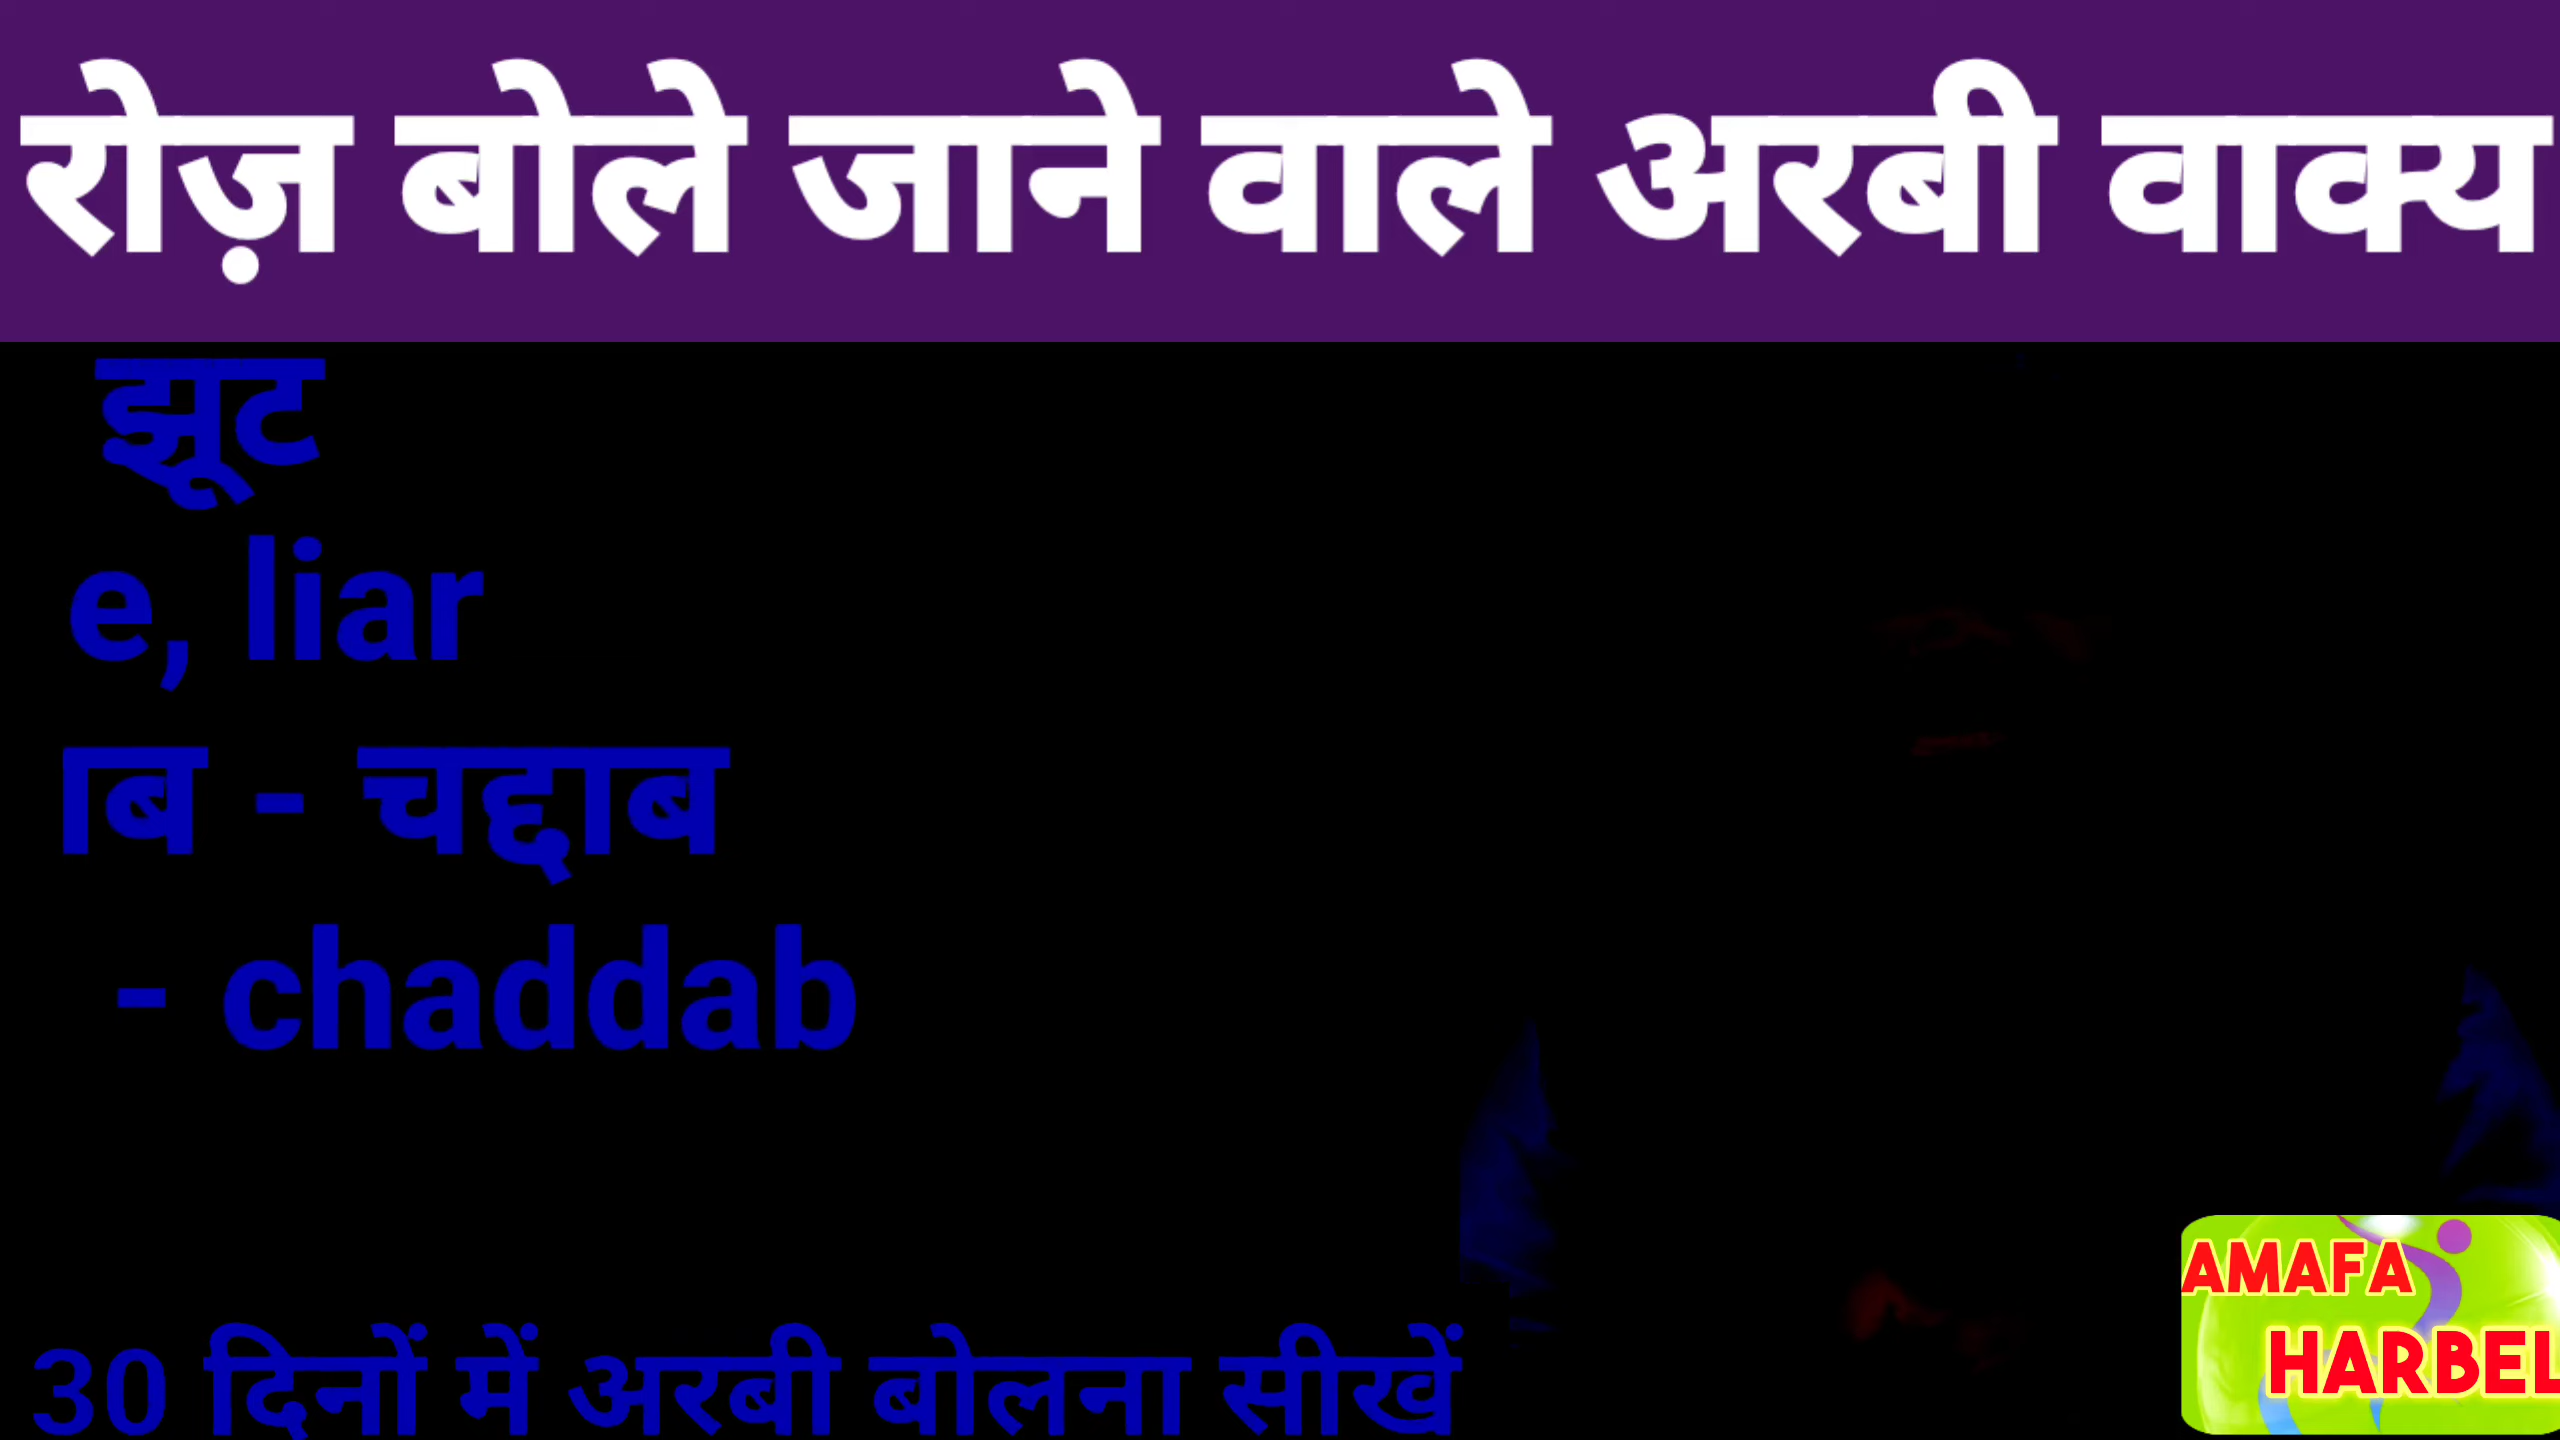 रोज़ बोले जाने वाले अरबी वाक्य
झूट
e, liar
ाब - चद्दाब
- chaddab
30 दिनों में अरबी बोलना सीखें
AMAFA
HARBEL